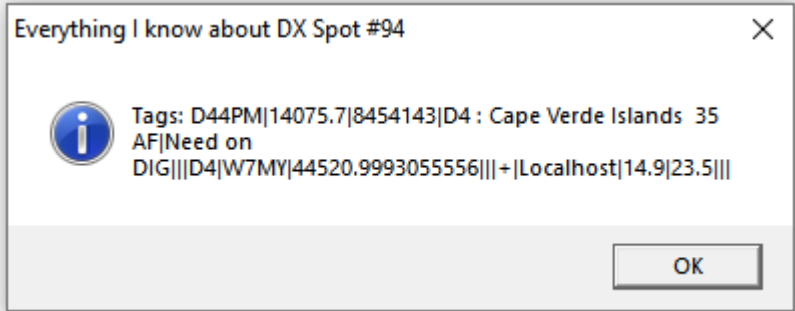 Everything I know about DX Spot #94
Tags: D44PM|14075.7|8454143|D4 : Cape Verde Islands  35
AF|Need on
DIG|||D4|W7MY|44520.9993055556|||+|Localhost|14.9|23.5|||
OK